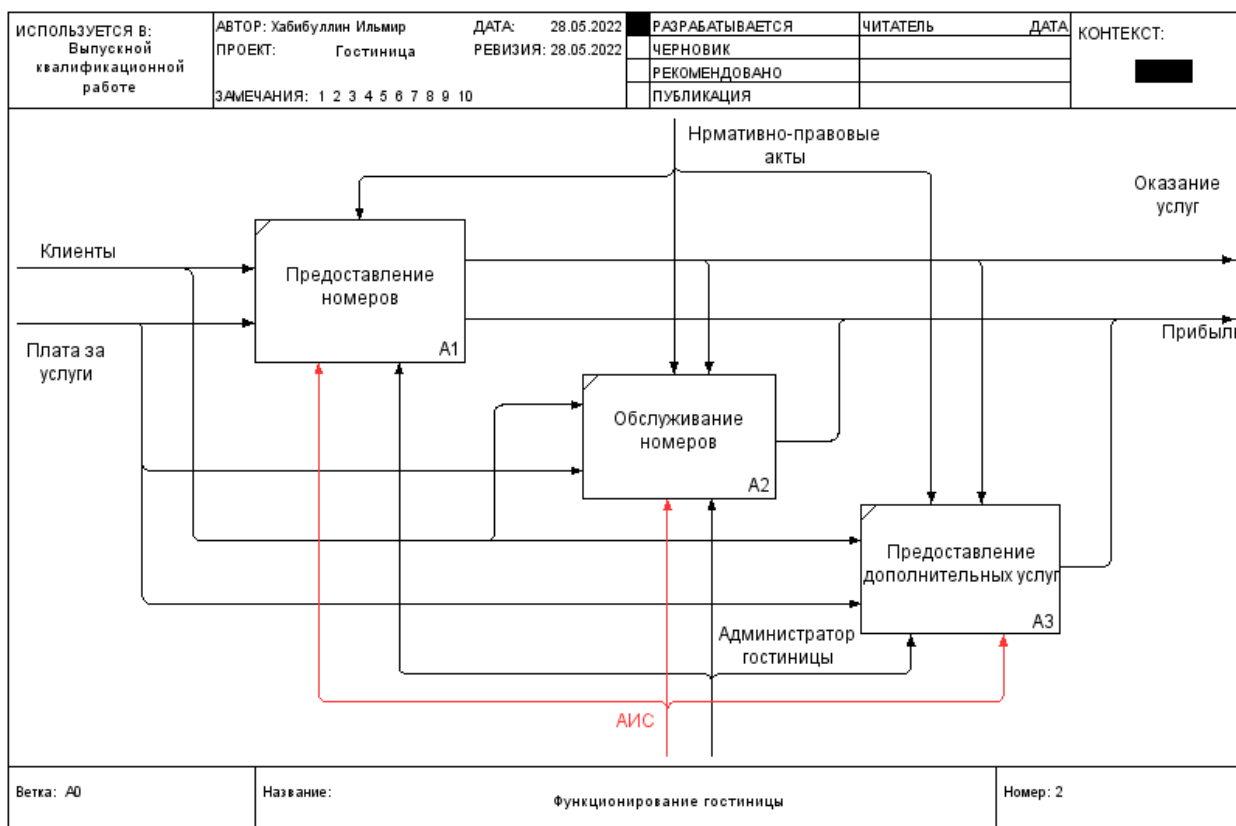 ИСПОЛЬЗУЕТСЯ В:
Выпускной
квалификационной
работе
АВТОР: Хабибуллин Ильмир
ДАТА: 28.05.2022
ПРОЕКТ: Гостиница
РЕВИЗИЯ: 28.05.2022
ЗАМЕЧАНИЯ: 1 2 3 4 5 6 7 8 9 10
РАЗРАБАТЫВАЕТСЯ
ЧЕРНОВИК
РЕКОМЕНДОВАНО
ПУБЛИКАЦИЯ
ЧИТАТЕЛЬ
ДАТА
КОНТЕКСТ:
Нрмативно-правовые
акты
Оказание
услуг
Клиенты
Предоставление
номеров
A1
Прибыль
Плата за
услуги
Обслуживание
номеров
A2
Предоставление
дополнительных услуг
A3
Администратор
гостиницы
АИС
Ветка: A0
Название:
Функционирование гостиницы
Номер: 2